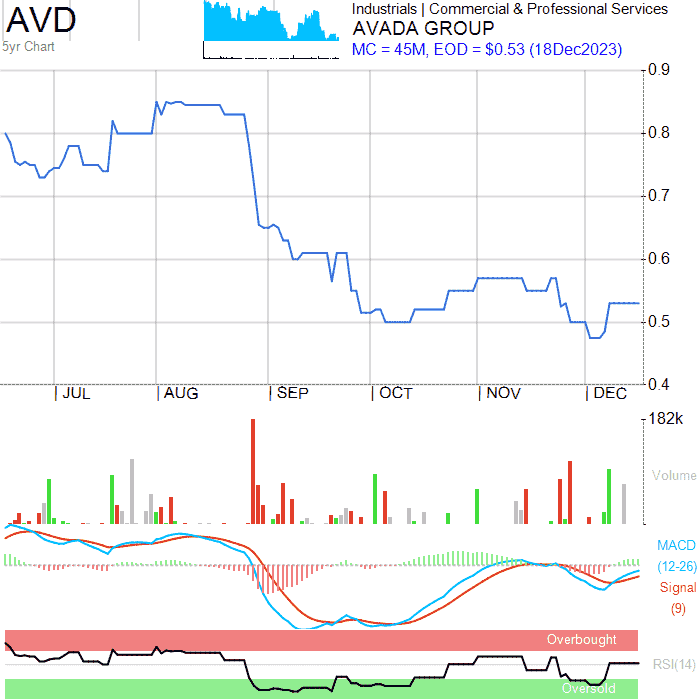 AVD
5yr Chart
Industrials | Commercial & Professional Services
AVADA GROUP
MC = 45M, EOD = $0.53 (18Dec2023)
0.9
0.8
0.7
0.6
0.5
0.4
| JUL | AUG | SEP | OCT | NOV | DEC
182k
Volume
MACD
(12-26)
Signal
(9)
Overbought
RSI(14)
Oversold